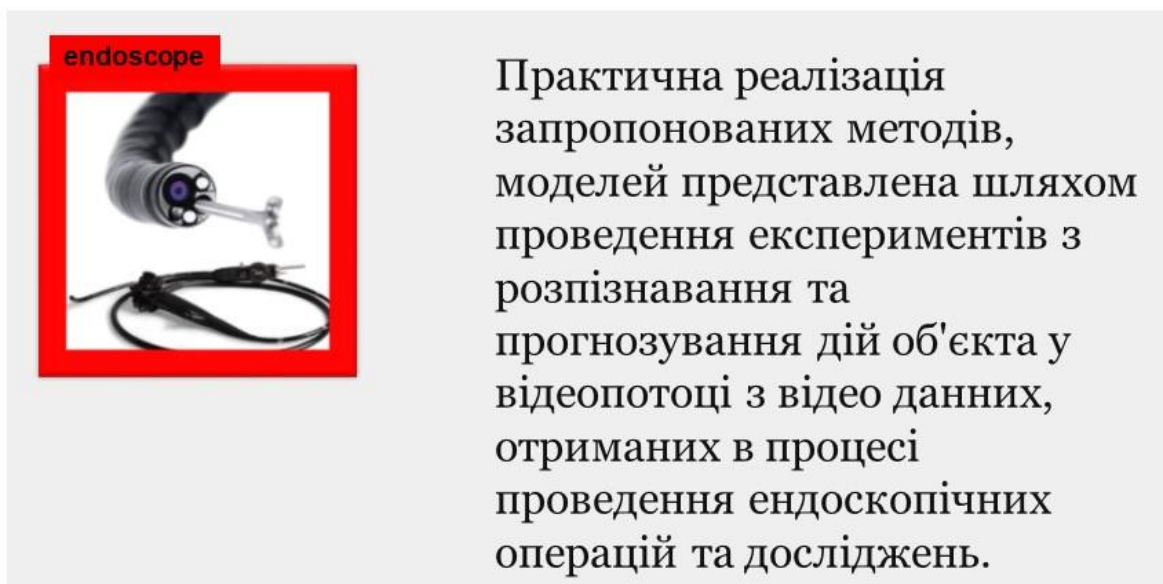 endoscope
Практична реалізація
запропонованих методів,
моделей представлена шляхом
проведення експериментів з
розпізнавання та
прогнозування дій об'єкта у
відеопотоці з відео данних,
отриманих в процесі
проведення ендоскопічних
операцій та досліджень.